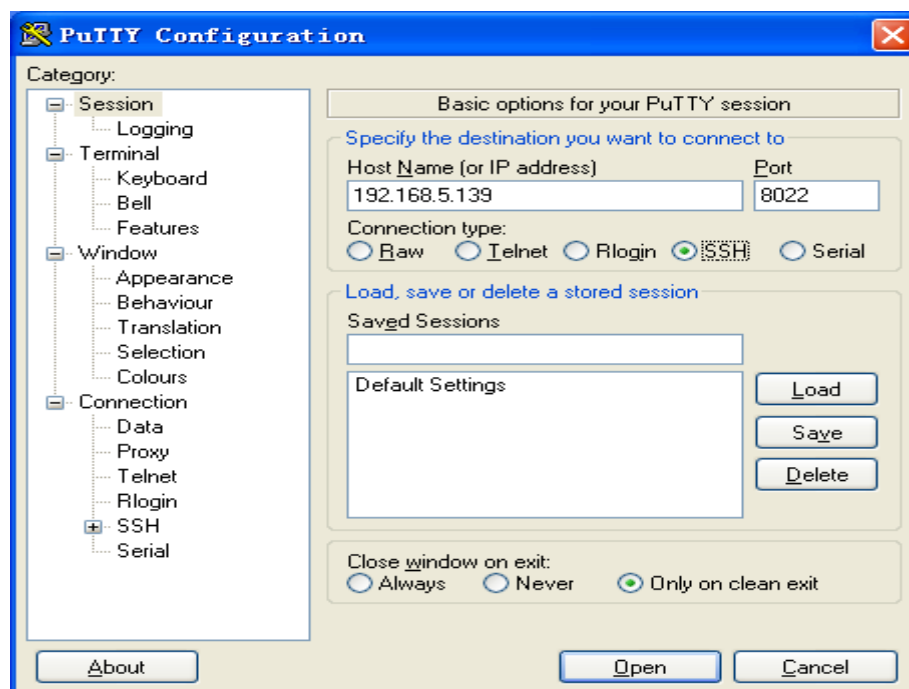 PuTTY Configuration
Category:
Session
Logging
Terminal
Keyboard
Bell
Features
Window
Appearance
Behaviour
Translation
Selection
Colours
Connection
Data
Proxy
Telnet
Rlogin
SSH
Serial
Basic options for your PuTTY session
Specify the destination you want to connect to
Host Name (or IP address) Port
192.168.5.139 8022
Connection type:
Raw Telnet Rlogin SSH Serial
Load, save or delete a stored session
Saved Sessions
Default Settings
Load
Save
Delete
Close window on exit:
Always Never Only on clean exit
About Open Cancel